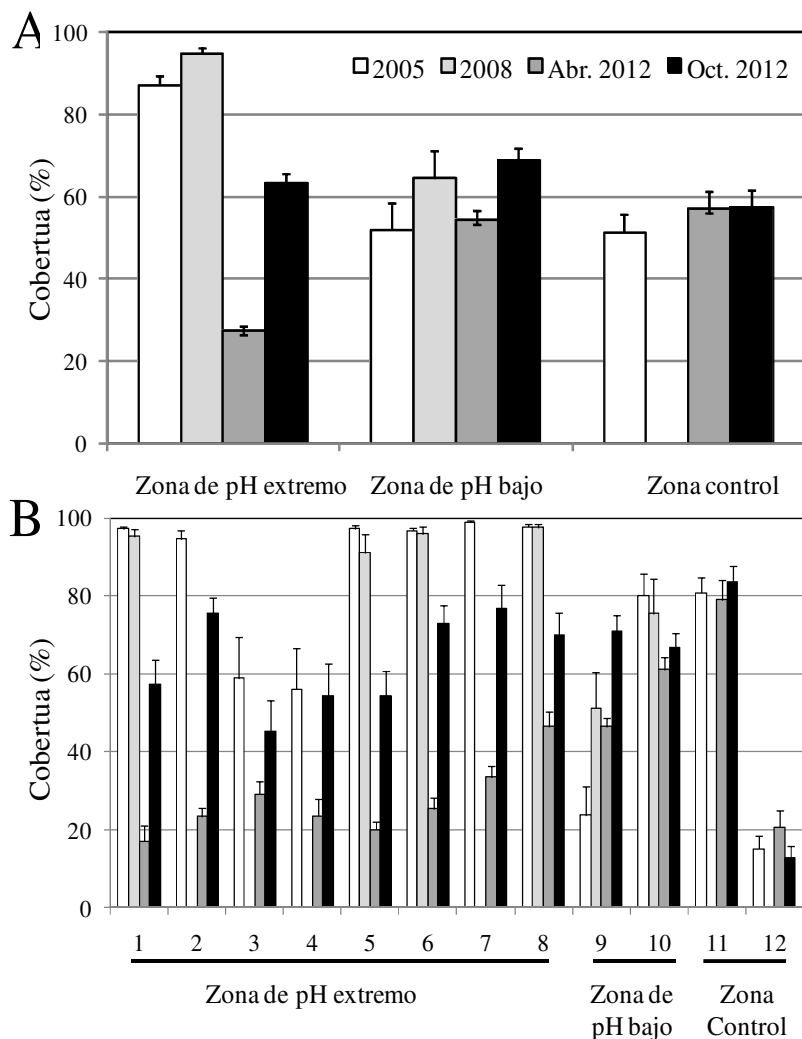 A
100
80
60
40
20
0
Cobertua (%)
2005 2008 Abr. 2012 Oct. 2012
Zona de pH extremo Zona de pH bajo Zona control
B
100
80
60
40
20
0
Cobertua (%)
1 2 3 4 5 6 7 8 9 10 11 12
Zona de pH extremo
Zona de
pH bajo
Zona
Control